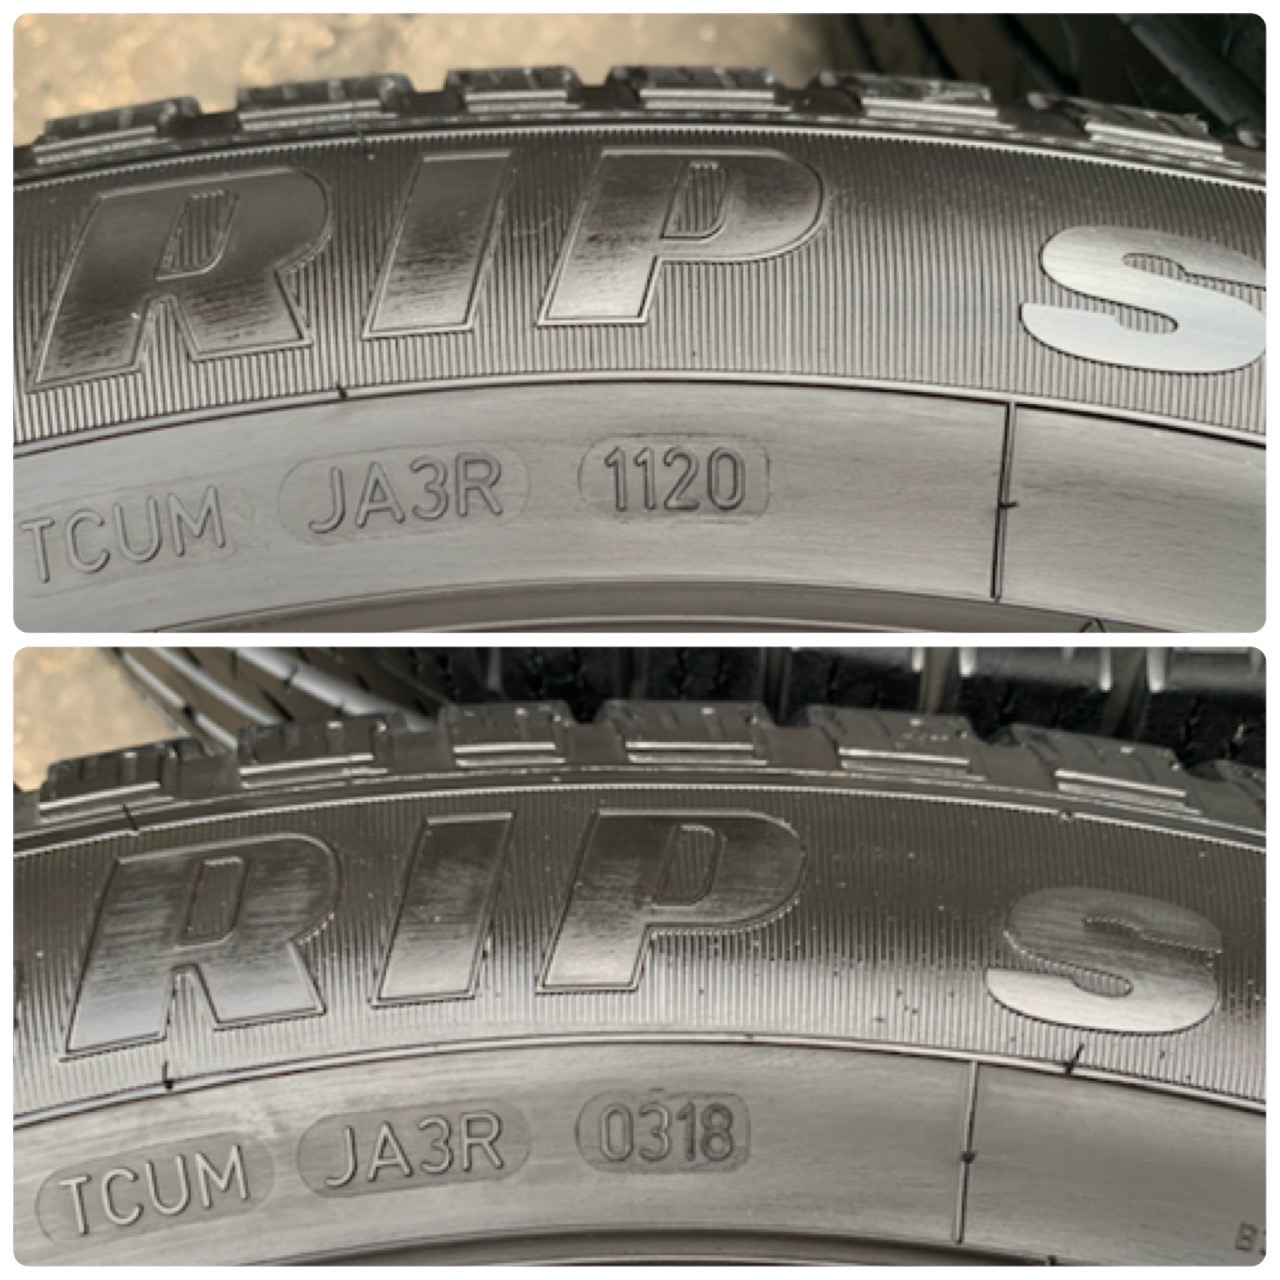 RIP S
TCUM JA3R 1120
RIP S
TCUM JA3R 0318